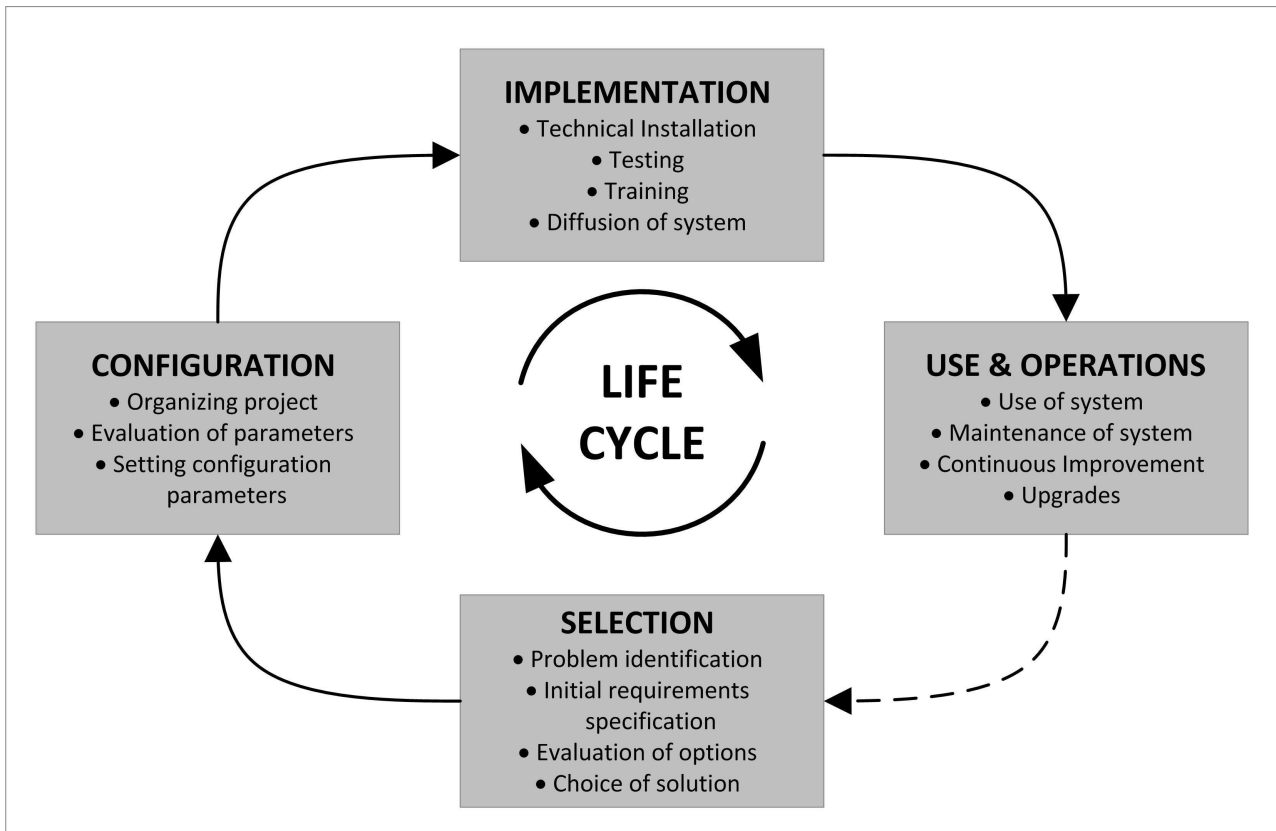 IMPLEMENTATION
• Technical Installation
• Testing
• Training
• Diffusion of system
CONFIGURATION
• Organizing project
• Evaluation of parameters
• Setting configuration
parameters
LIFE
CYCLE
USE & OPERATIONS
• Use of system
• Maintenance of system
• Continuous Improvement
• Upgrades
SELECTION
• Problem identification
• Initial requirements
specification
• Evaluation of options
• Choice of solution